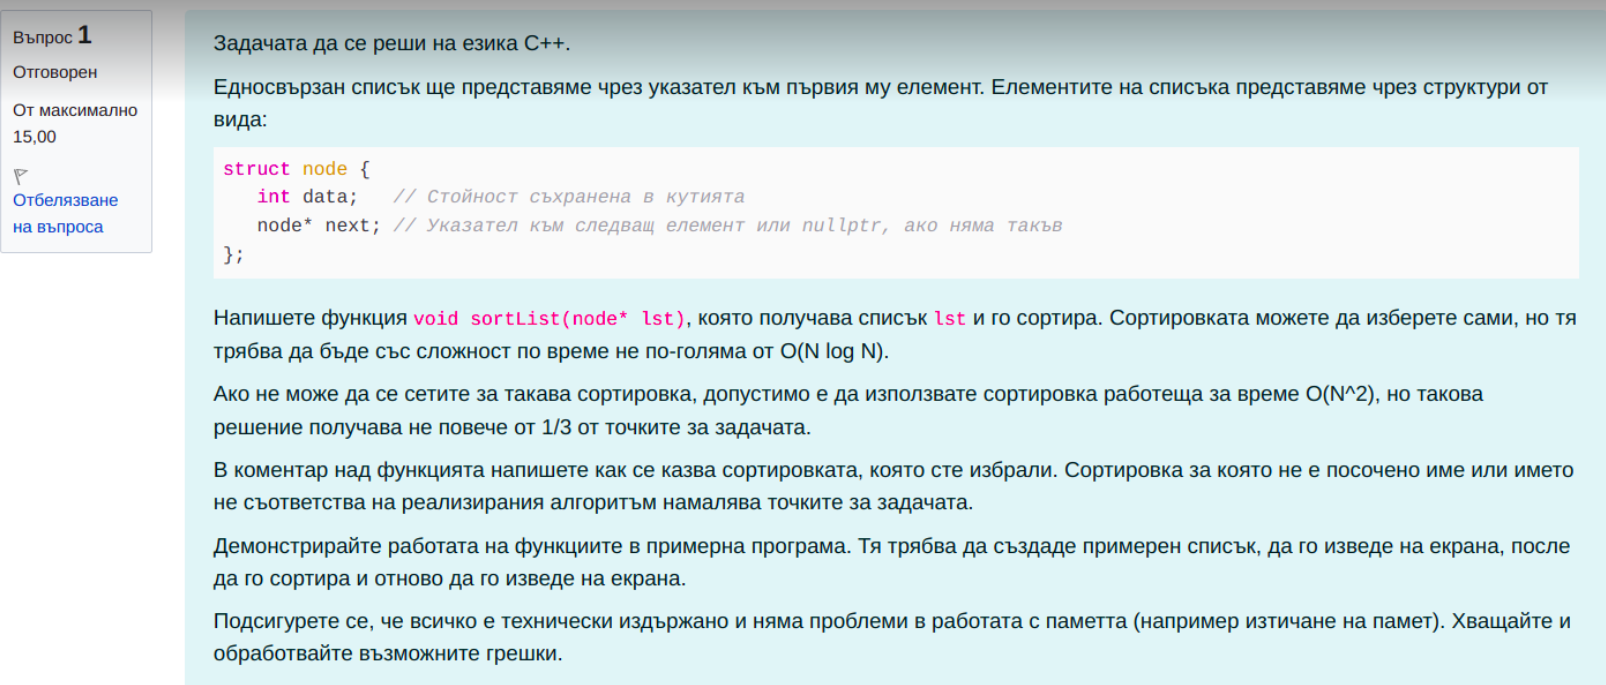 Въпрос 1
Отговорен
От максимално
15,00
Отбелязване
на въпроса
Задачата да се реши на езика C++.
Едносвързан списък ще представяме чрез указател към първия му елемент. Елементите на списъка представяме чрез структури от
вида:
struct node {
   int data;   // Стойност съхранена в кутията
   node* next; // Указател към следващ елемент или nullptr, ако няма такъв
};
Напишете функция void sortList(node* lst), която получава списък lst и го сортира. Сортировката можете да изберете сами, но тя
трябва да бъде със сложност по време не по-голяма от O(N log N).
Ако не може да се сетите за такава сортировка, допустимо е да използвате сортировка работеща за време O(N^2), но такова
решение получава не повече от 1/3 от точките за задачата.
В коментар над функцията напишете как се казва сортировката, която сте избрали. Сортировка за която не е посочено име или името
не съответства на реализирания алгоритъм намалява точките за задачата.
Демонстрирайте работата на функциите в примерна програма. Тя трябва да създаде примерен списък, да го изведе на екрана, после
да го сортира и отново да го изведе на екрана.
Подсигурете се, че всичко е технически издържано и няма проблеми в работата с паметта (например изтичане на памет). Хващайте и
обработвайте възможните грешки.